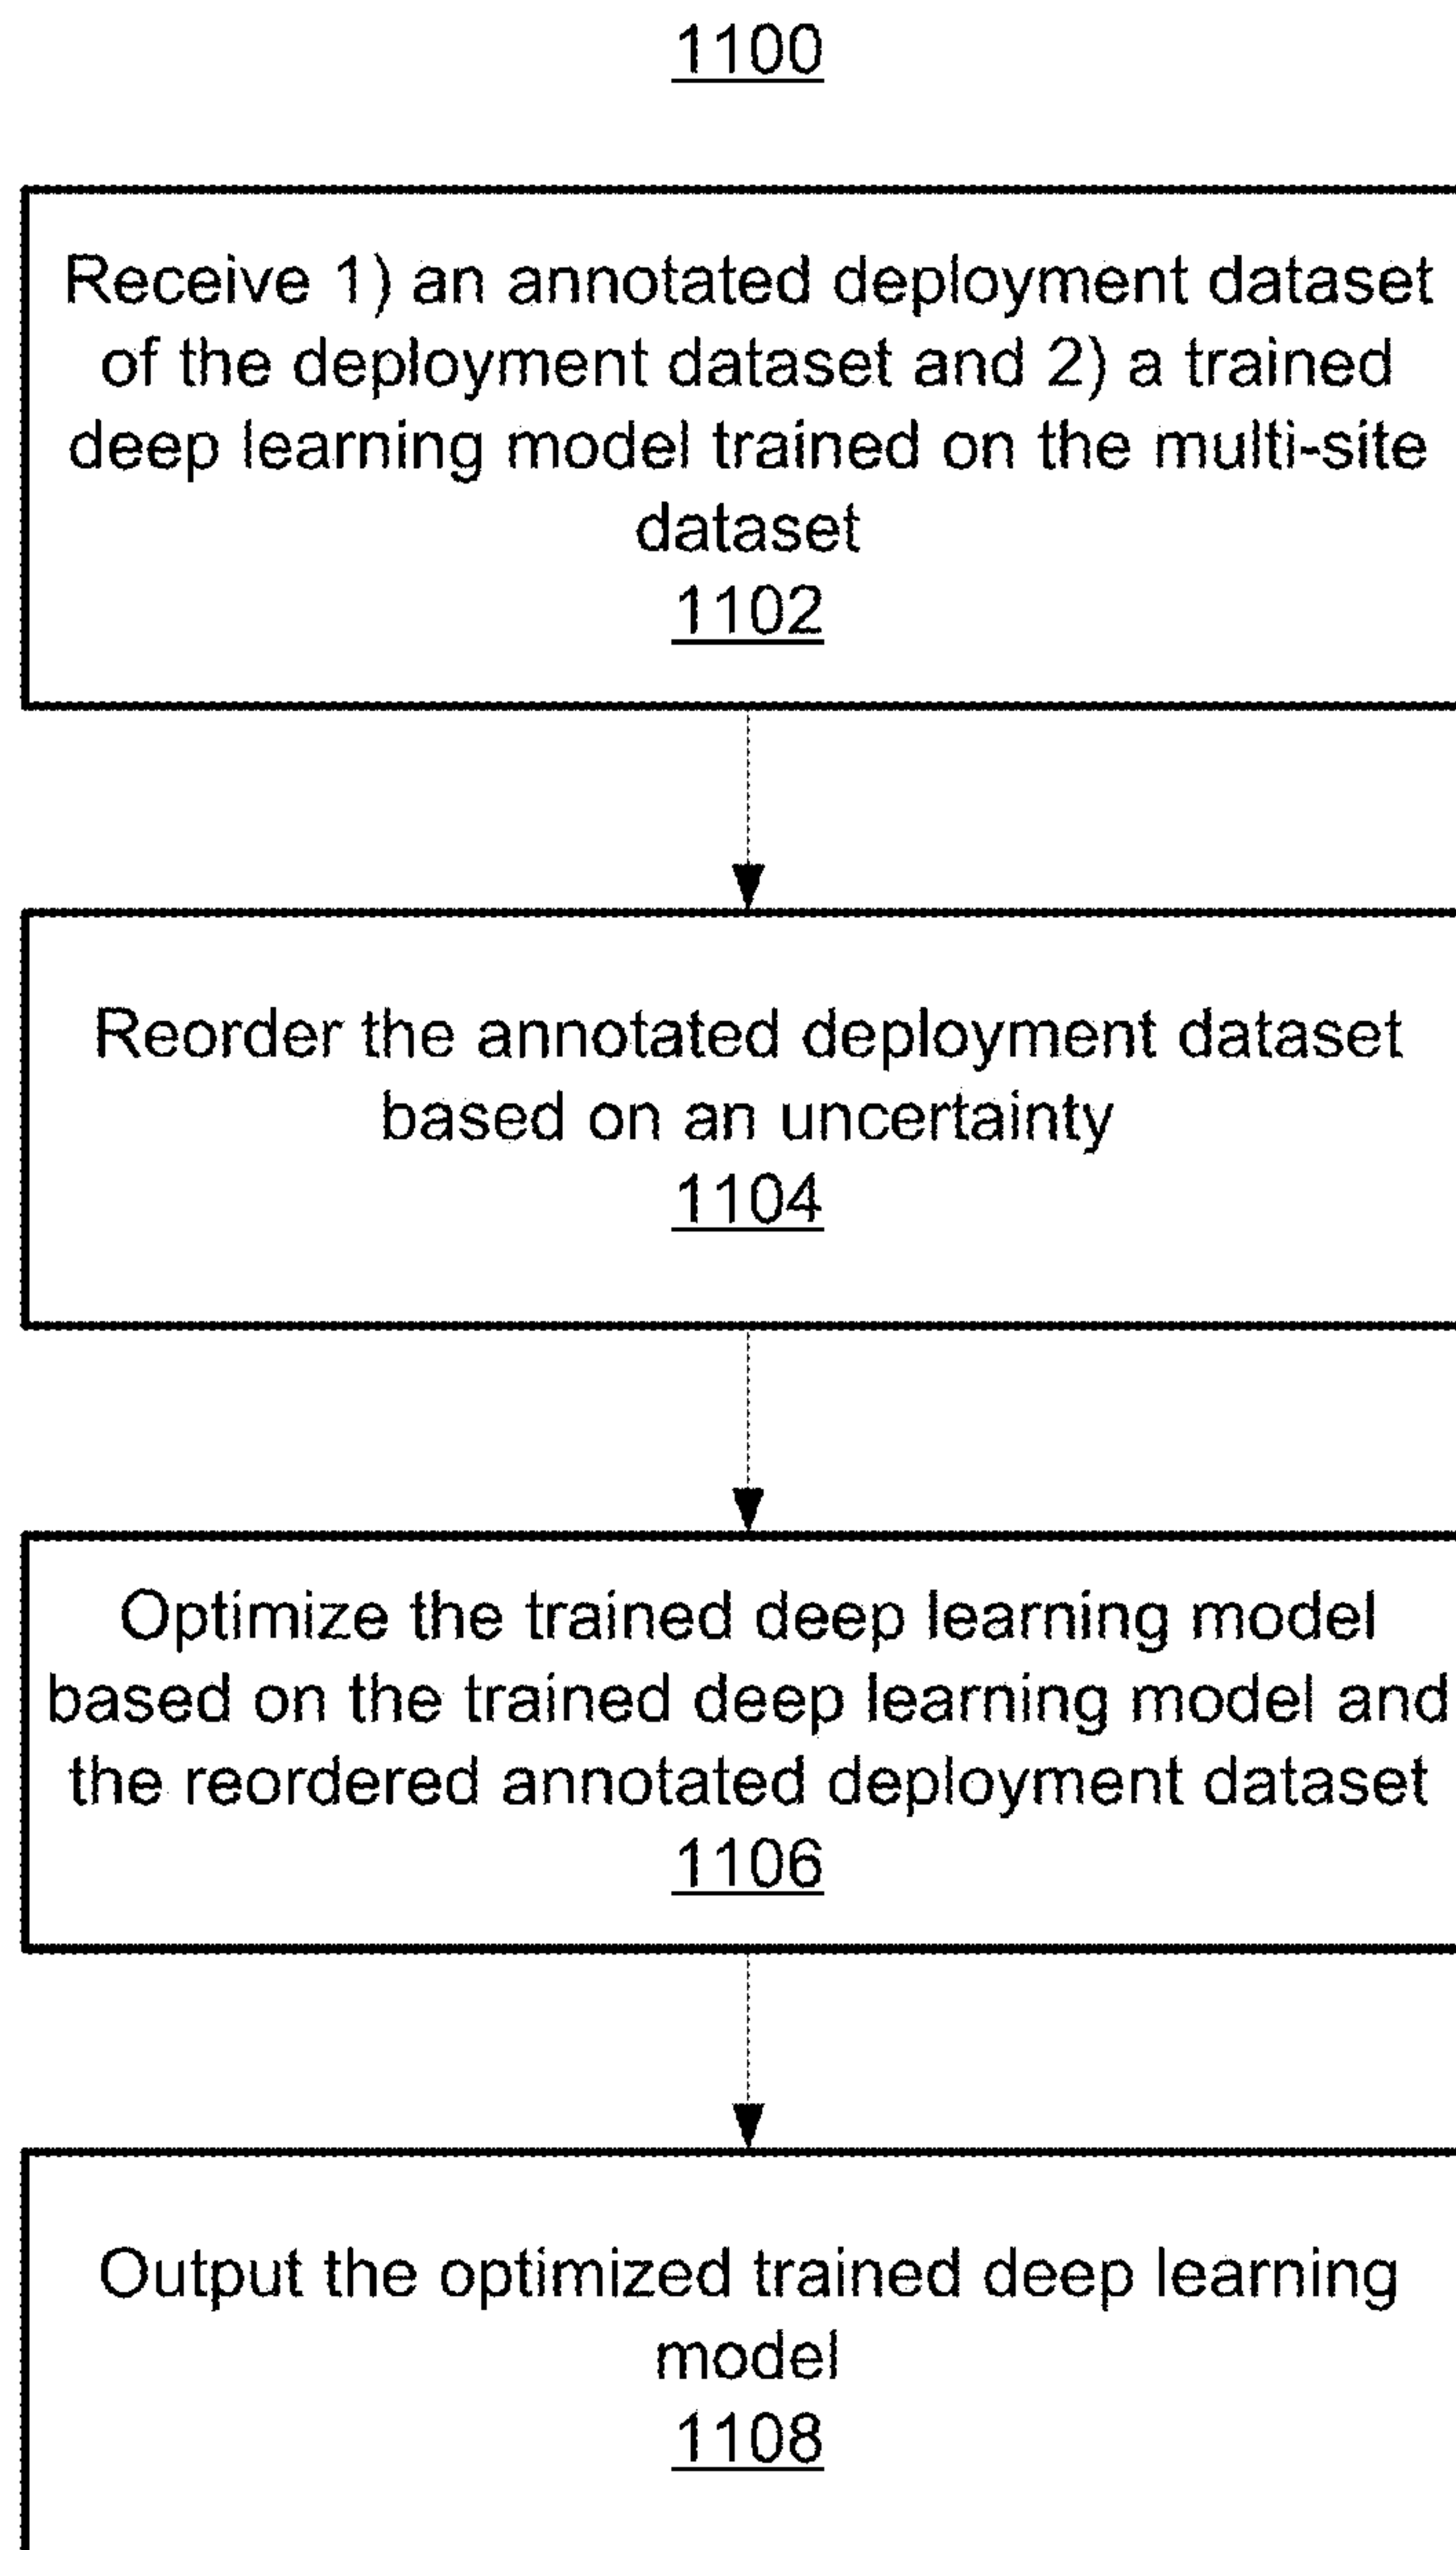 1100
Receive 1) an annotated deployment dataset
of the deployment dataset and 2) a trained
deep learning model trained on the multi-site
dataset
1102
Reorder the annotated deployment dataset
based on an uncertainty
1104
Optimize the trained deep learning model
based on the trained deep learning model and
the reordered annotated deployment dataset
1106
Output the optimized trained deep learning
model
1108